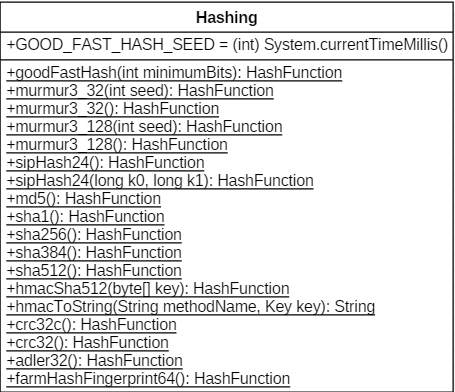 Hashing
+GOOD_FAST_HASH_SEED = (int) System.currentTimeMillis()
+goodFastHash(int minimumBits): HashFunction
+murmur3_32(int seed): HashFunction
+murmur3_32(): HashFunction
+murmur3_128(int seed): HashFunction
+murmur3_128(): HashFunction
+sipHash24(): HashFunction
+sipHash24(long k0, long k1): HashFunction
+md5(): HashFunction
+sha1(): HashFunction
+sha256(): HashFunction
+sha384(): HashFunction
+sha512(): HashFunction
+hmacSha512(byte[] key): HashFunction
+hmacToString(String methodName, Key key): String
+crc32c(): HashFunction
+crc32(): HashFunction
+adler32(): HashFunction
+farmHashFingerprint64(): HashFunction